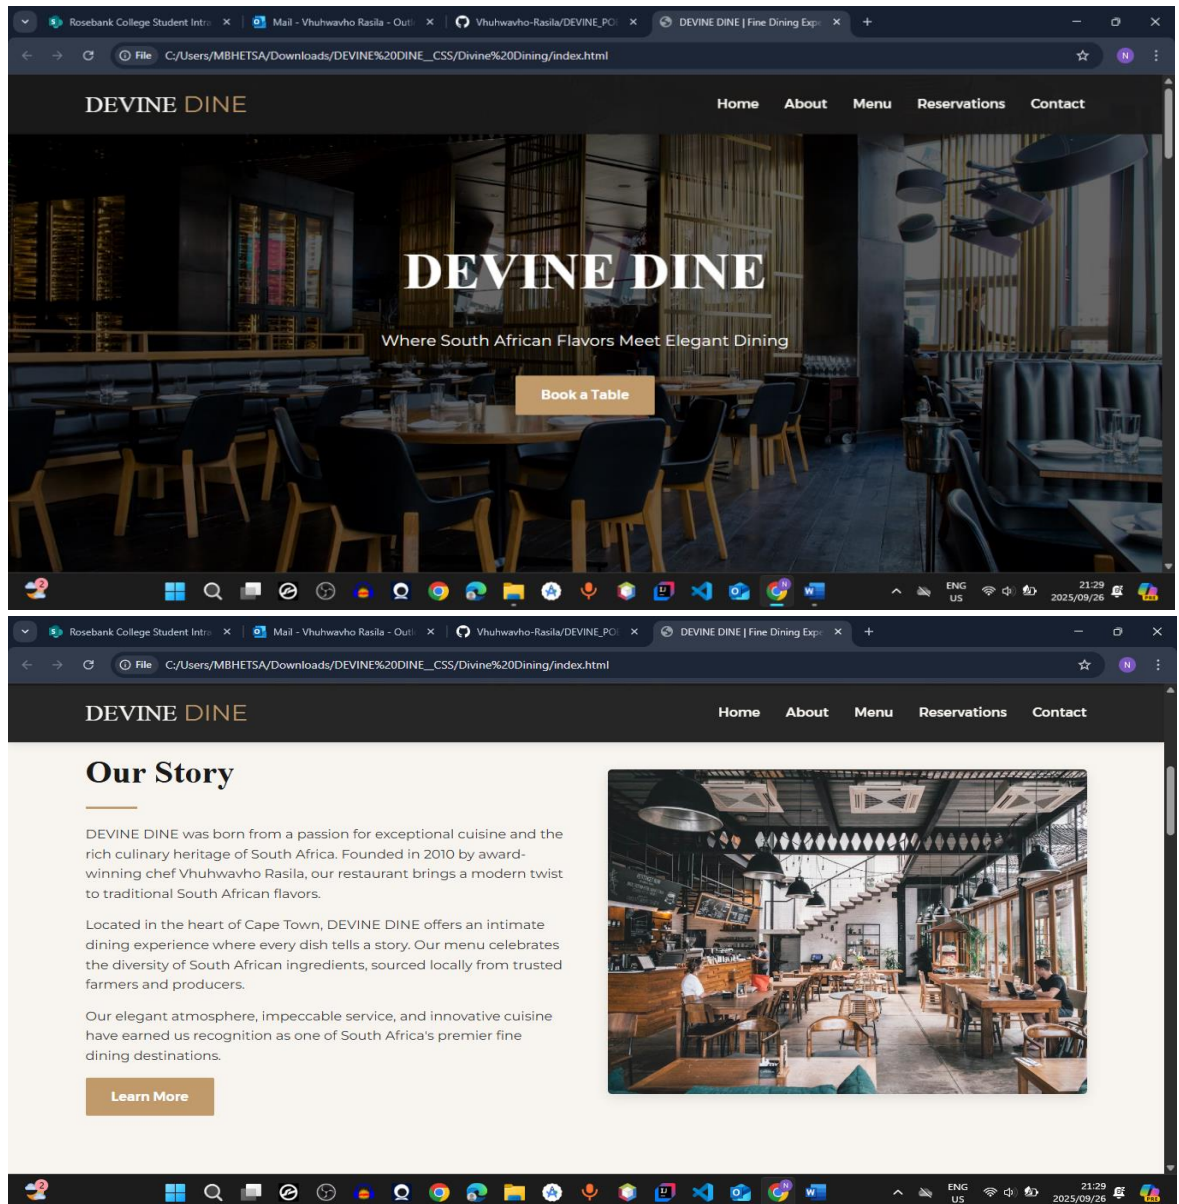 Rosebank College Student Intra
Mail - Vhuhwavho Rasila - Outl
Vhuhwavho-Rasila/DEVINE_PO
DEVINE DINE | Fine Dining Exp
File C:/Users/MBHETSA/Downloads/DEVINE%20DINE__CSS/Divine%20Dining/index.html
N
DEVINE DINE
Home About Menu Reservations Contact
DEVINE DINE
Where South African Flavors Meet Elegant Dining
Book a Table
2
ENG
US
21:29
2025/09/26
PRE
Rosebank College Student Intra
Mail - Vhuhwavho Rasila - Outl
Vhuhwavho-Rasila/DEVINE_PO
DEVINE DINE | Fine Dining Exp
File C:/Users/MBHETSA/Downloads/DEVINE%20DINE__CSS/Divine%20Dining/index.html
N
DEVINE DINE
Home About Menu Reservations Contact
Our Story
DEVINE DINE was born from a passion for exceptional cuisine and the
rich culinary heritage of South Africa. Founded in 2010 by award-
winning chef Vhuhwavho Rasila, our restaurant brings a modern twist
to traditional South African flavors.
Located in the heart of Cape Town, DEVINE DINE offers an intimate
dining experience where every dish tells a story. Our menu celebrates
the diversity of South African ingredients, sourced locally from trusted
farmers and producers.
Our elegant atmosphere, impeccable service, and innovative cuisine
have earned us recognition as one of South Africa's premier fine
dining destinations.
Learn More
2
ENG
US
21:29
2025/09/26
PRE